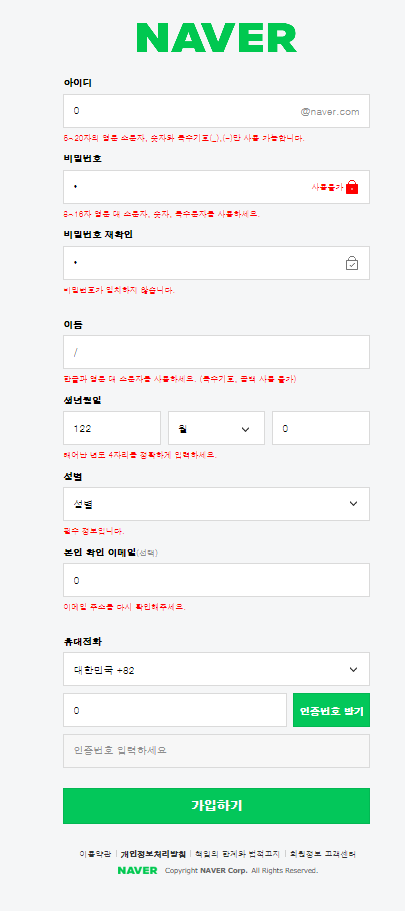 NAVER
아이디
0 @naver.com
5~20자의 영문 소문자, 숫자와 특수기호(_),(-)만 사용 가능합니다.
비밀번호
• 사용불가
8~16자 영문 대 소문자, 숫자, 특수문자를 사용하세요.
비밀번호 재확인
•
비밀번호가 일치하지 않습니다.
이름
/
한글과 영문 대 소문자를 사용하세요. (특수기호, 공백 사용 불가)
생년월일
122 월 0
태어난 년도 4자리를 정확하게 입력하세요.
성별
성별
필수 정보입니다.
본인 확인 이메일(선택)
0
이메일 주소를 다시 확인해주세요.
휴대전화
대한민국 +82
0 인증번호 받기
인증번호 입력하세요
가입하기
이용약관 | 개인정보처리방침 | 책임의 한계와 법적고지 | 회원정보 고객센터
NAVER Copyright NAVER Corp. All Rights Reserved.